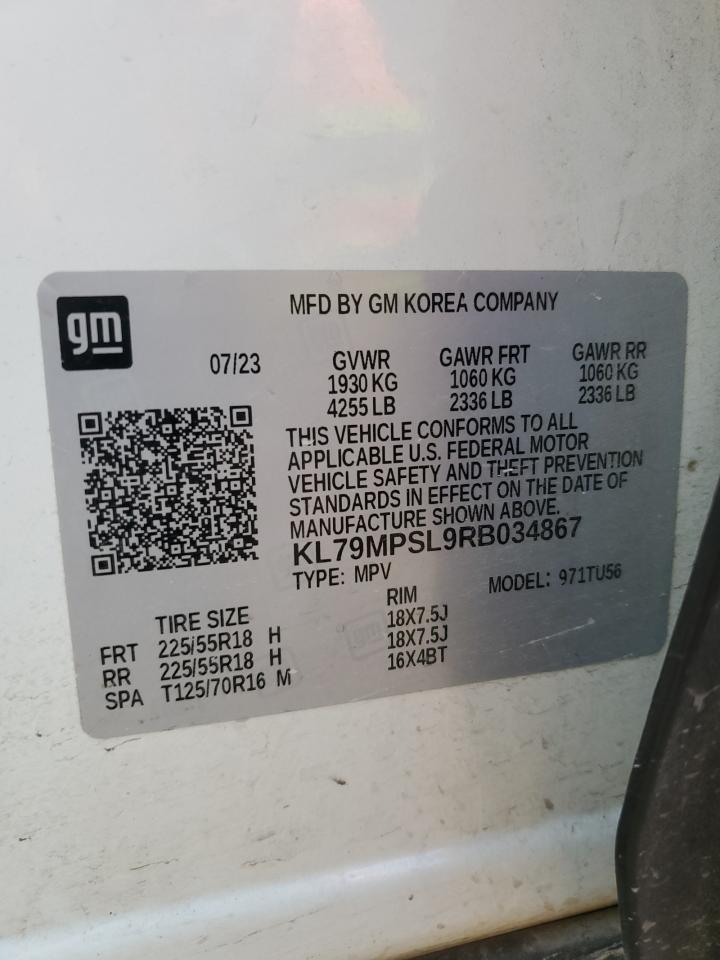 gm
MFD BY GM KOREA COMPANY
07/23
GVWR GAWR FRT GAWR RR
1930 KG 1060 KG 1060 KG
4255 LB 2336 LB 2336 LB
THIS VEHICLE CONFORMS TO ALL
APPLICABLE U.S. FEDERAL MOTOR
VEHICLE SAFETY AND THEFT PREVENTION
STANDARDS IN EFFECT ON THE DATE OF
MANUFACTURE SHOWN ABOVE.
KL79MPSL9RB034867
TYPE: MPV MODEL: 971TU56
TIRE SIZE RIM
FRT 225/55R18 H 18X7.5J
RR 225/55R18 H 18X7.5J
SPA T125/70R16 M 16X4BT